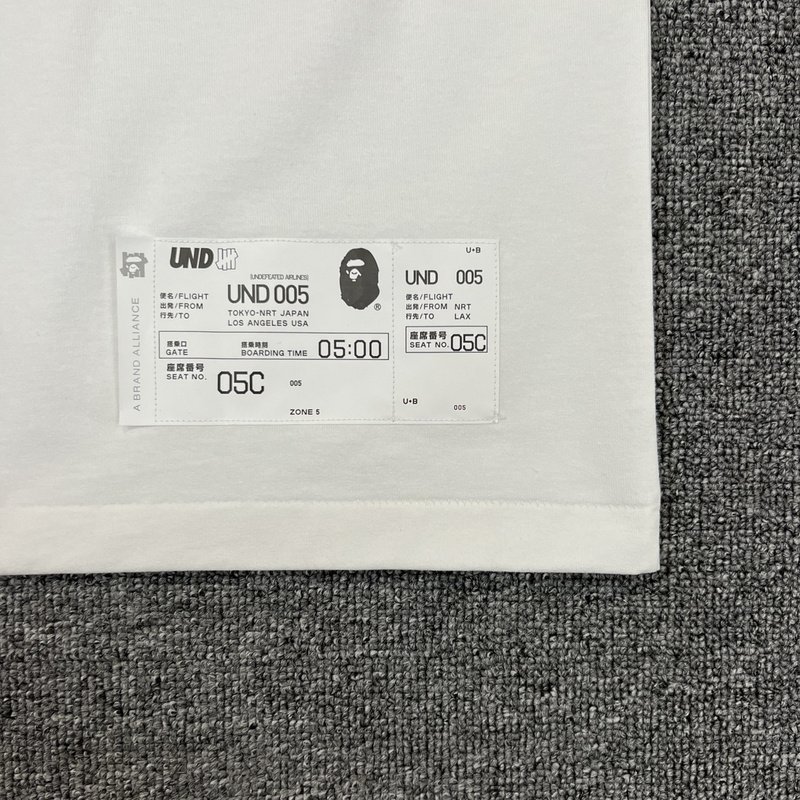 A BRAND ALLIANCE
UND
[UNDEFEATED AIRLINES]
®
便名/FLIGHT UND 005
出発/FROM TOKYO-NRT JAPAN
行先/TO LOS ANGELES USA
搭乗口 搭乗時刻
GATE BOARDING TIME 05:00
座席番号
SEAT NO. 05C 005
ZONE 5
U+B
UND 005
便名/FLIGHT
出発/FROM NRT
行先/TO LAX
座席番号
SEAT NO. 05C
U+B 005